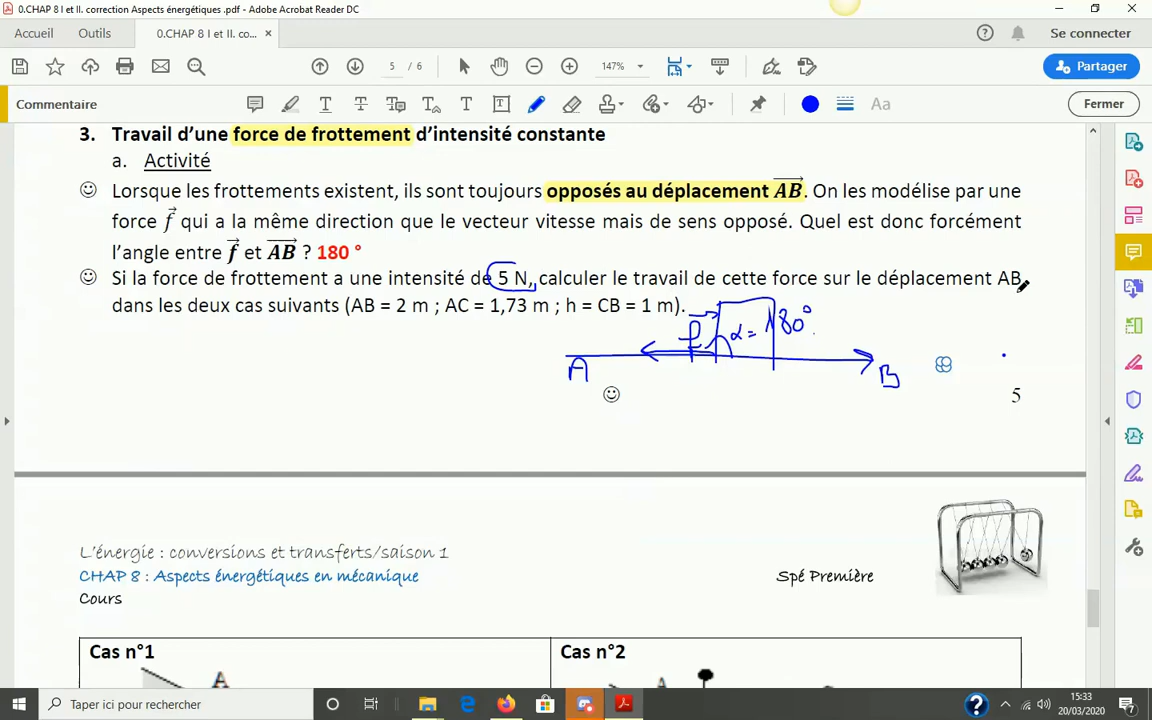 0.CHAP 8 I et II. correction Aspects énergétiques .pdf - Adobe Acrobat Reader DC
Accueil
Outils
0.CHAP 8 I et II. co...
Se connecter
5 / 6
147%
Partager
Commentaire
Aa
Fermer
3. Travail d'une force de frottement d'intensité constante
a. Activité
Lorsque les frottements existent, ils sont toujours opposés au déplacement AB. On les modélise par une
force f qui a la même direction que le vecteur vitesse mais de sens opposé. Quel est donc forcément
l'angle entre f et AB ? 180 °
Si la force de frottement a une intensité de 5 N, calculer le travail de cette force sur le déplacement AB
dans les deux cas suivants (AB = 2 m ; AC = 1,73 m ; h = CB = 1 m).
f α = 180°
A B
5
L'énergie : conversions et transferts/saison 1
CHAP 8 : Aspects énergétiques en mécanique
Spé Première
Cours
Cas n°1
Cas n°2
A
A
Taper ici pour rechercher
15:33
20/03/2020
7